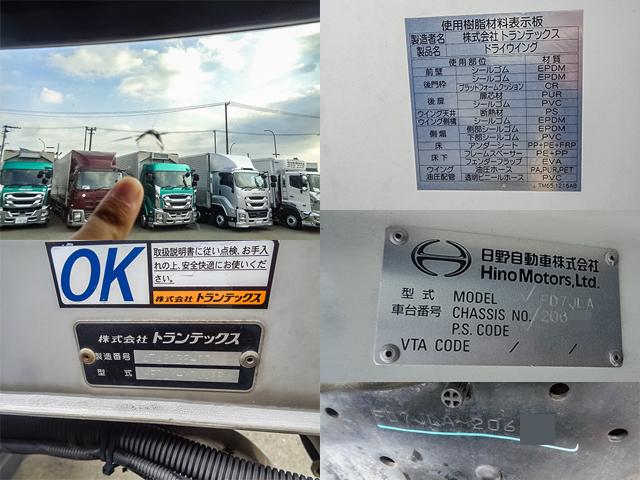 使用樹脂材料表示板
製造者名 株式会社トランテックス
製品名 ドライウイング
使用部位 材質
前壁 シールゴム EPDM
シールゴム EPDM
後門枠 プラットフォームクッション CR
後扉 扉芯材 PUR
シールゴム PVC
ウイング天井 断熱材 PS
ウイング側構 シールゴム EPDM
側煽 側部シールゴム EPDM
下部シールゴム PVC
床 アンダーシート PP+PE+FRP
床下 フレームスペーサー PE+PP
フェンダーフラップ EVA
ウイング 油圧ホース PA,PUR,PET
油圧配管 透明ビニールホース PVC
OK
取扱説明書に従い点検、お手入
れの上、安全快適にお使いくだ
さい。
株式会社トランテックス
株式会社トランテックス
製造番号
型式
日野自動車株式会社
Hino Motors,Ltd.
型式 MODEL FD7JLA
車台番号 CHASSIS NO. 206
P.S. CODE
VTA CODE / /
FD7JLA-206